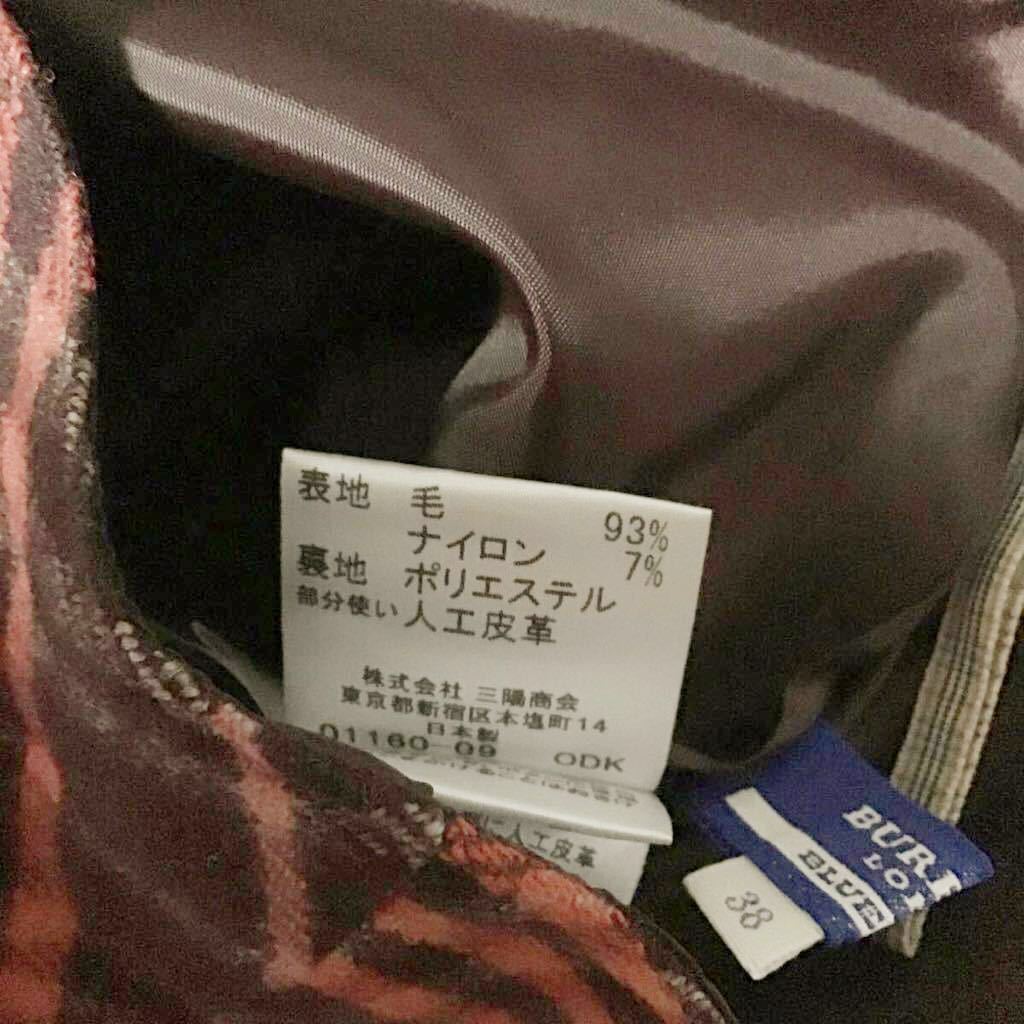 表地 毛 93%
ナイロン 7%
裏地 ポリエステル
部分使い 人工皮革
株式会社 三陽商会
東京都新宿区本塩町14
日本製
01160-09 ODK
に人工皮革
BLUE
38